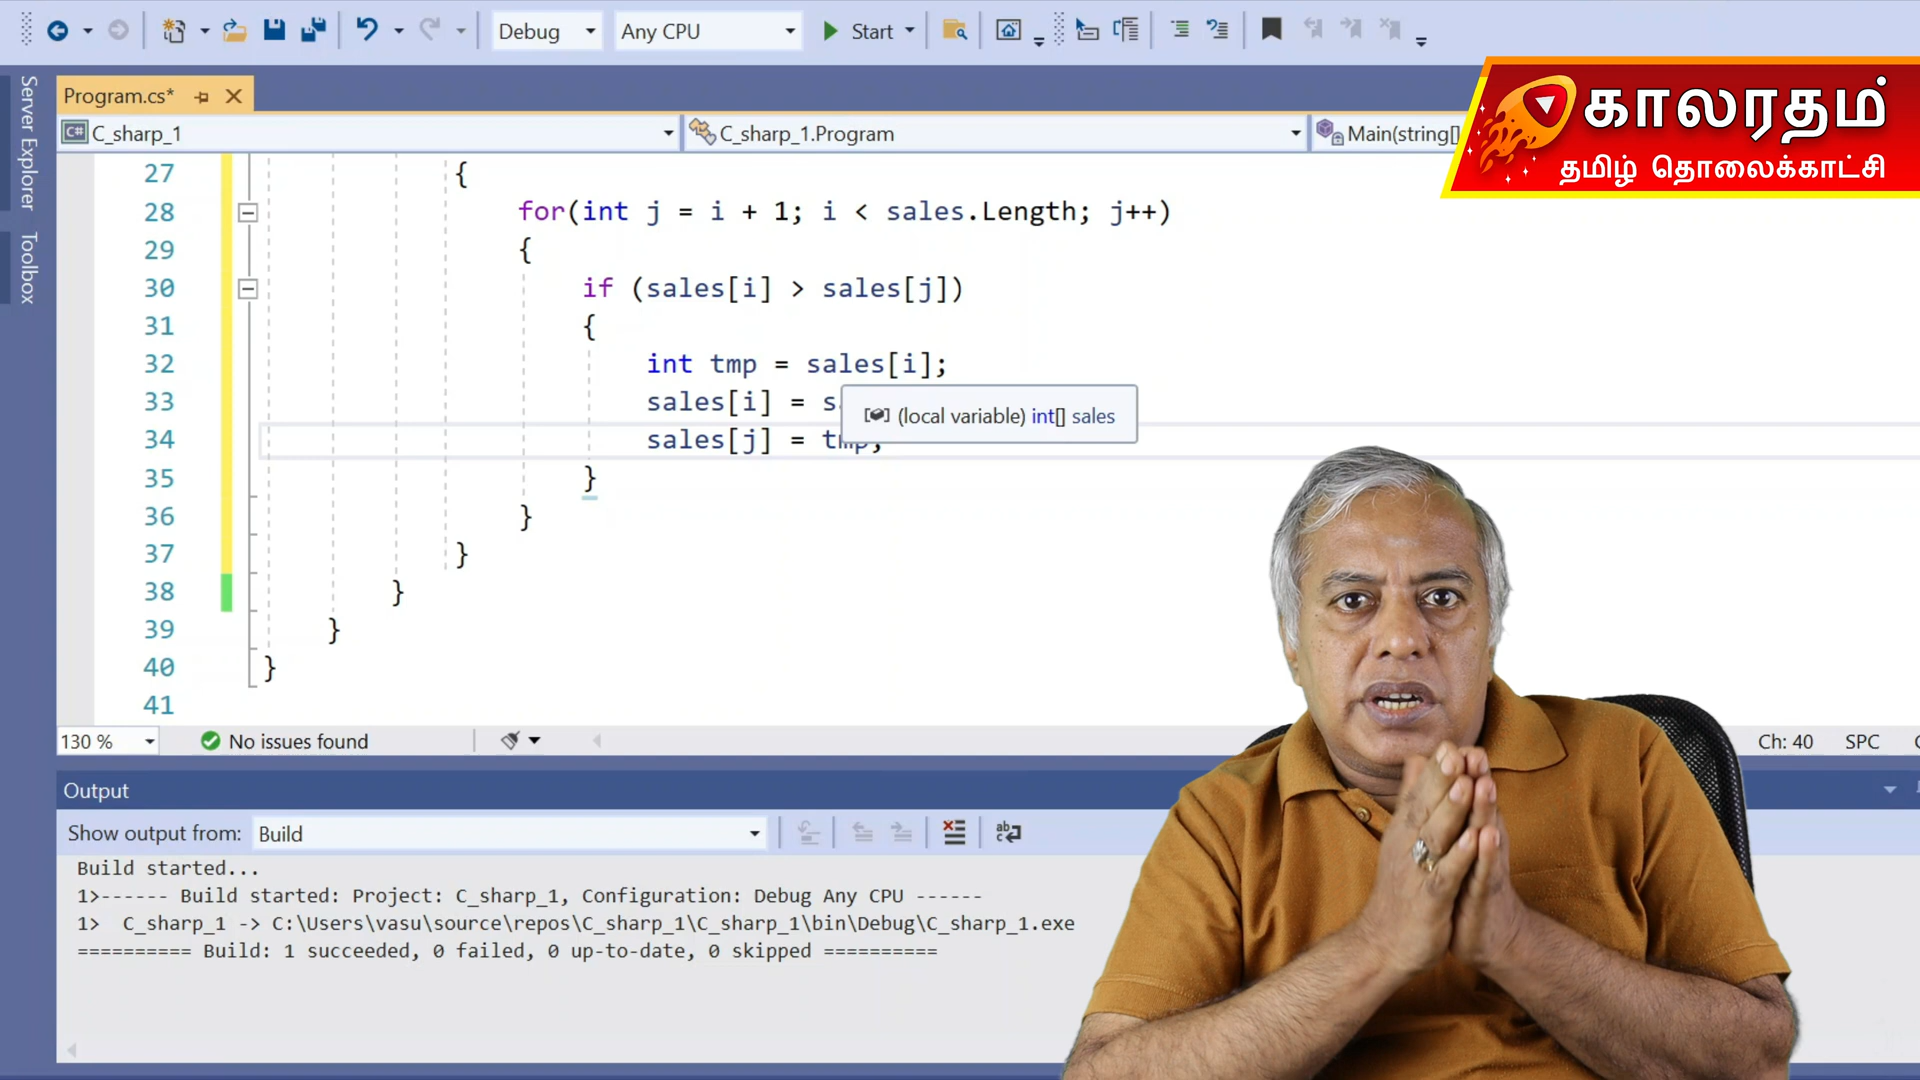 Debug
Any CPU
Start
Server Explorer
Toolbox
Program.cs*
C# C_sharp_1
C_sharp_1.Program
Main(string[]
காலரதம்
தமிழ் தொலைக்காட்சி
27 {
28 for(int j = i + 1; i < sales.Length; j++)
29 {
30 if (sales[i] > sales[j])
31 {
32 int tmp = sales[i];
33 sales[i] =
(local variable) int[] sales
34 sales[j] = tmp;
35 }
36 }
37 }
38 }
39 }
40 }
41
130 %
No issues found
Ch: 40
SPC
Output
Show output from:
Build
Build started...
1>------ Build started: Project: C_sharp_1, Configuration: Debug Any CPU ------
1> C_sharp_1 -> C:\Users\vasu\source\repos\C_sharp_1\C_sharp_1\bin\Debug\C_sharp_1.exe
========== Build: 1 succeeded, 0 failed, 0 up-to-date, 0 skipped ==========